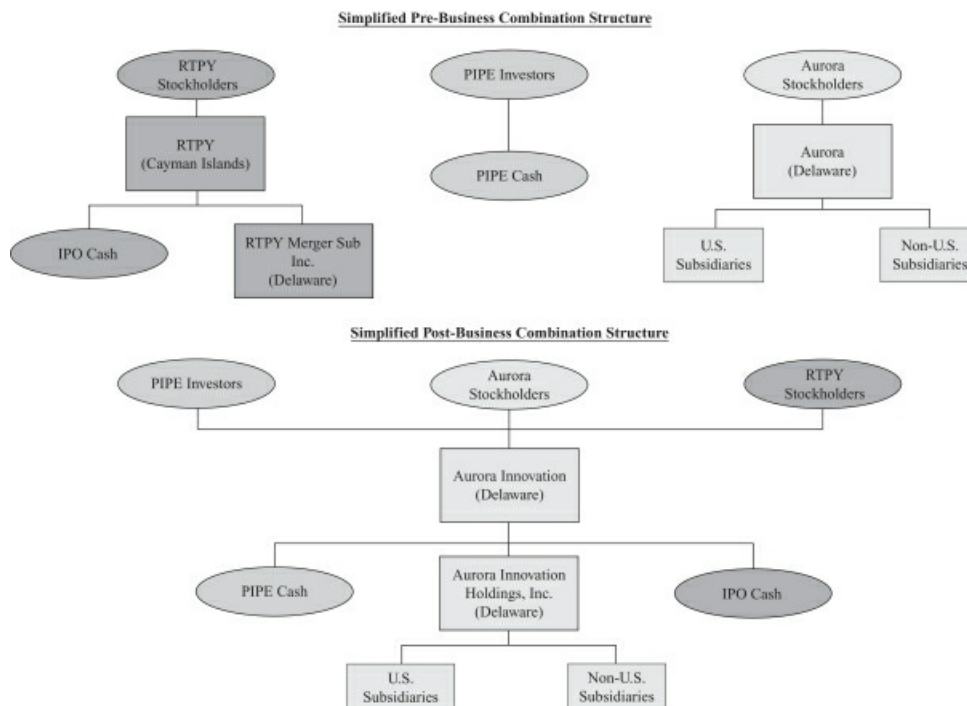 Simplified Pre-Business Combination Structure
RTPY
Stockholders
PIPE Investors
Aurora
Stockholders
RTPY
(Cayman Islands)
PIPE Cash
Aurora
(Delaware)
IPO Cash
RTPY Merger Sub
Inc.
(Delaware)
U.S.
Subsidiaries
Non-U.S.
Subsidiaries
Simplified Post-Business Combination Structure
PIPE Investors
Aurora
Stockholders
RTPY
Stockholders
Aurora Innovation
(Delaware)
PIPE Cash
Aurora Innovation
Holdings, Inc.
(Delaware)
IPO Cash
U.S.
Subsidiaries
Non-U.S.
Subsidiaries